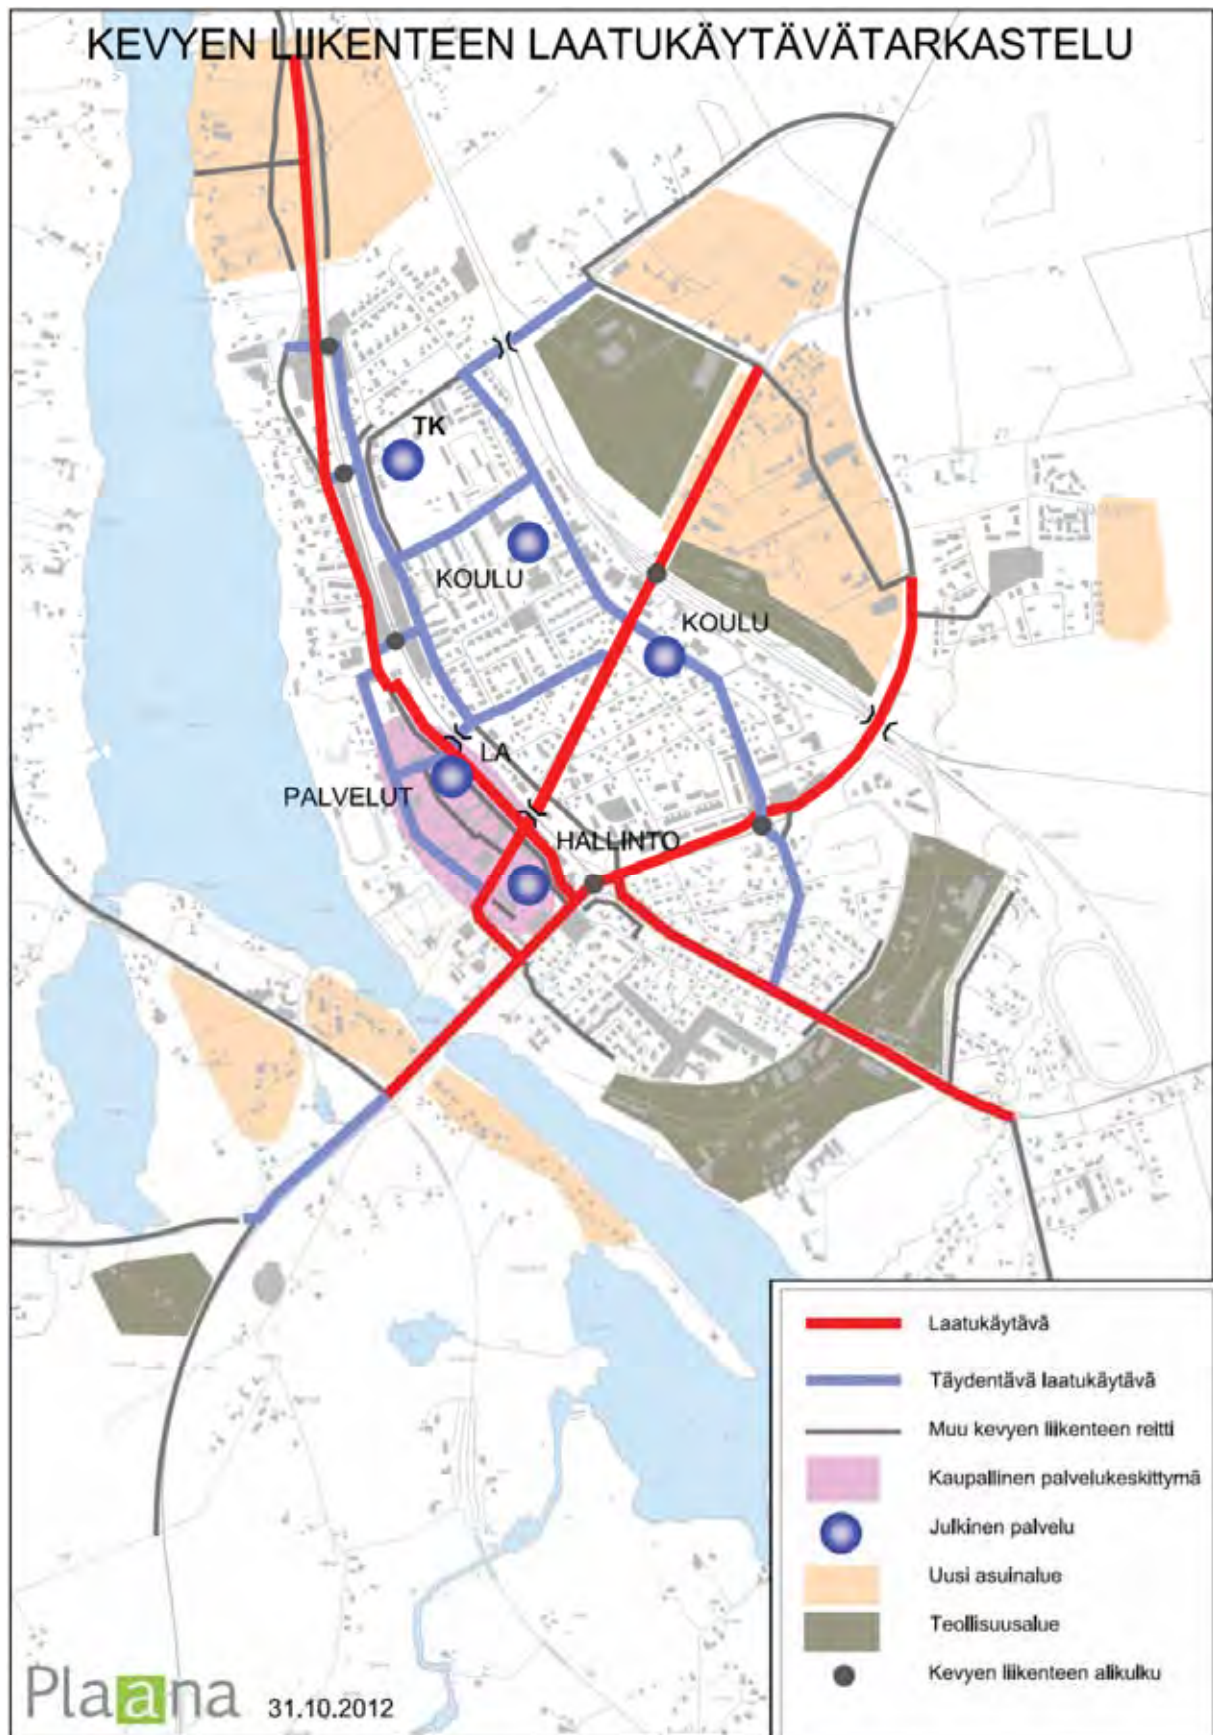 KEVYEN LIIKENTEEN LAATUKÄYTÄVÄTARKASTELU
TK
KOULU
KOULU
LA
PALVELUT
HALLINTO
Laatukäytävä
Täydentävä laatukäytävä
Muu kevyen liikenteen reitti
Kaupallinen palvelukeskittymä
Julkinen palvelu
Uusi asuinalue
Teollisuusalue
Kevyen liikenteen alikulku
Plaana 31.10.2012